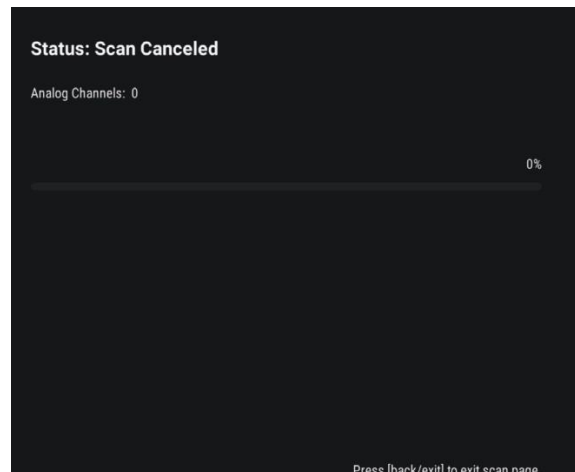 Status: Scan Canceled
Analog Channels: 0
0%
Press [back/exit] to exit scan page